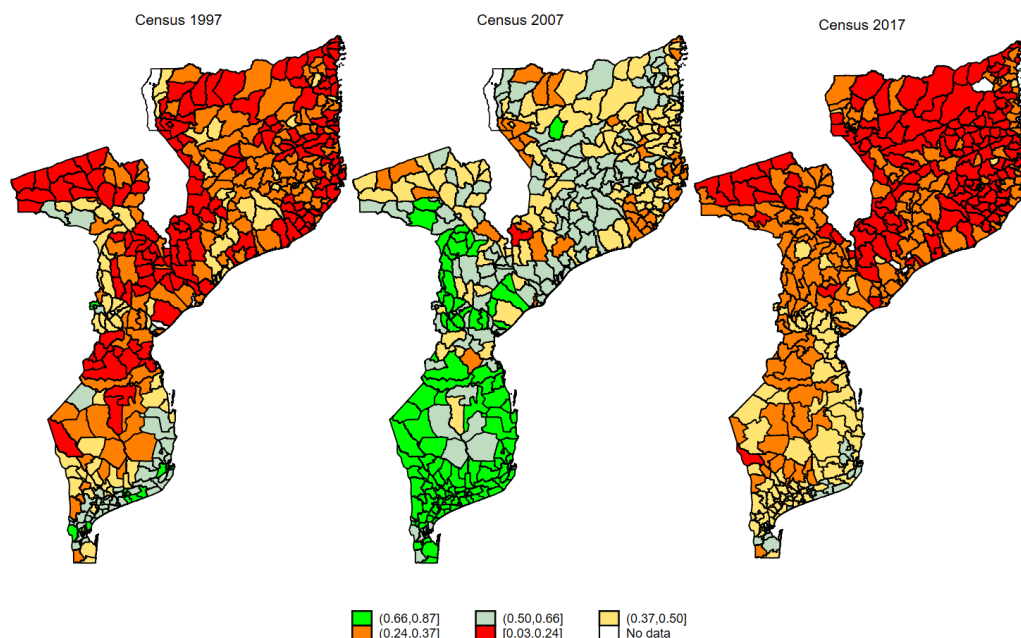 Census 1997
Census 2007
Census 2017
(0.66,0.87] (0.50,0.66] (0.37,0.50]
(0.24,0.37] [0.03,0.24] No data